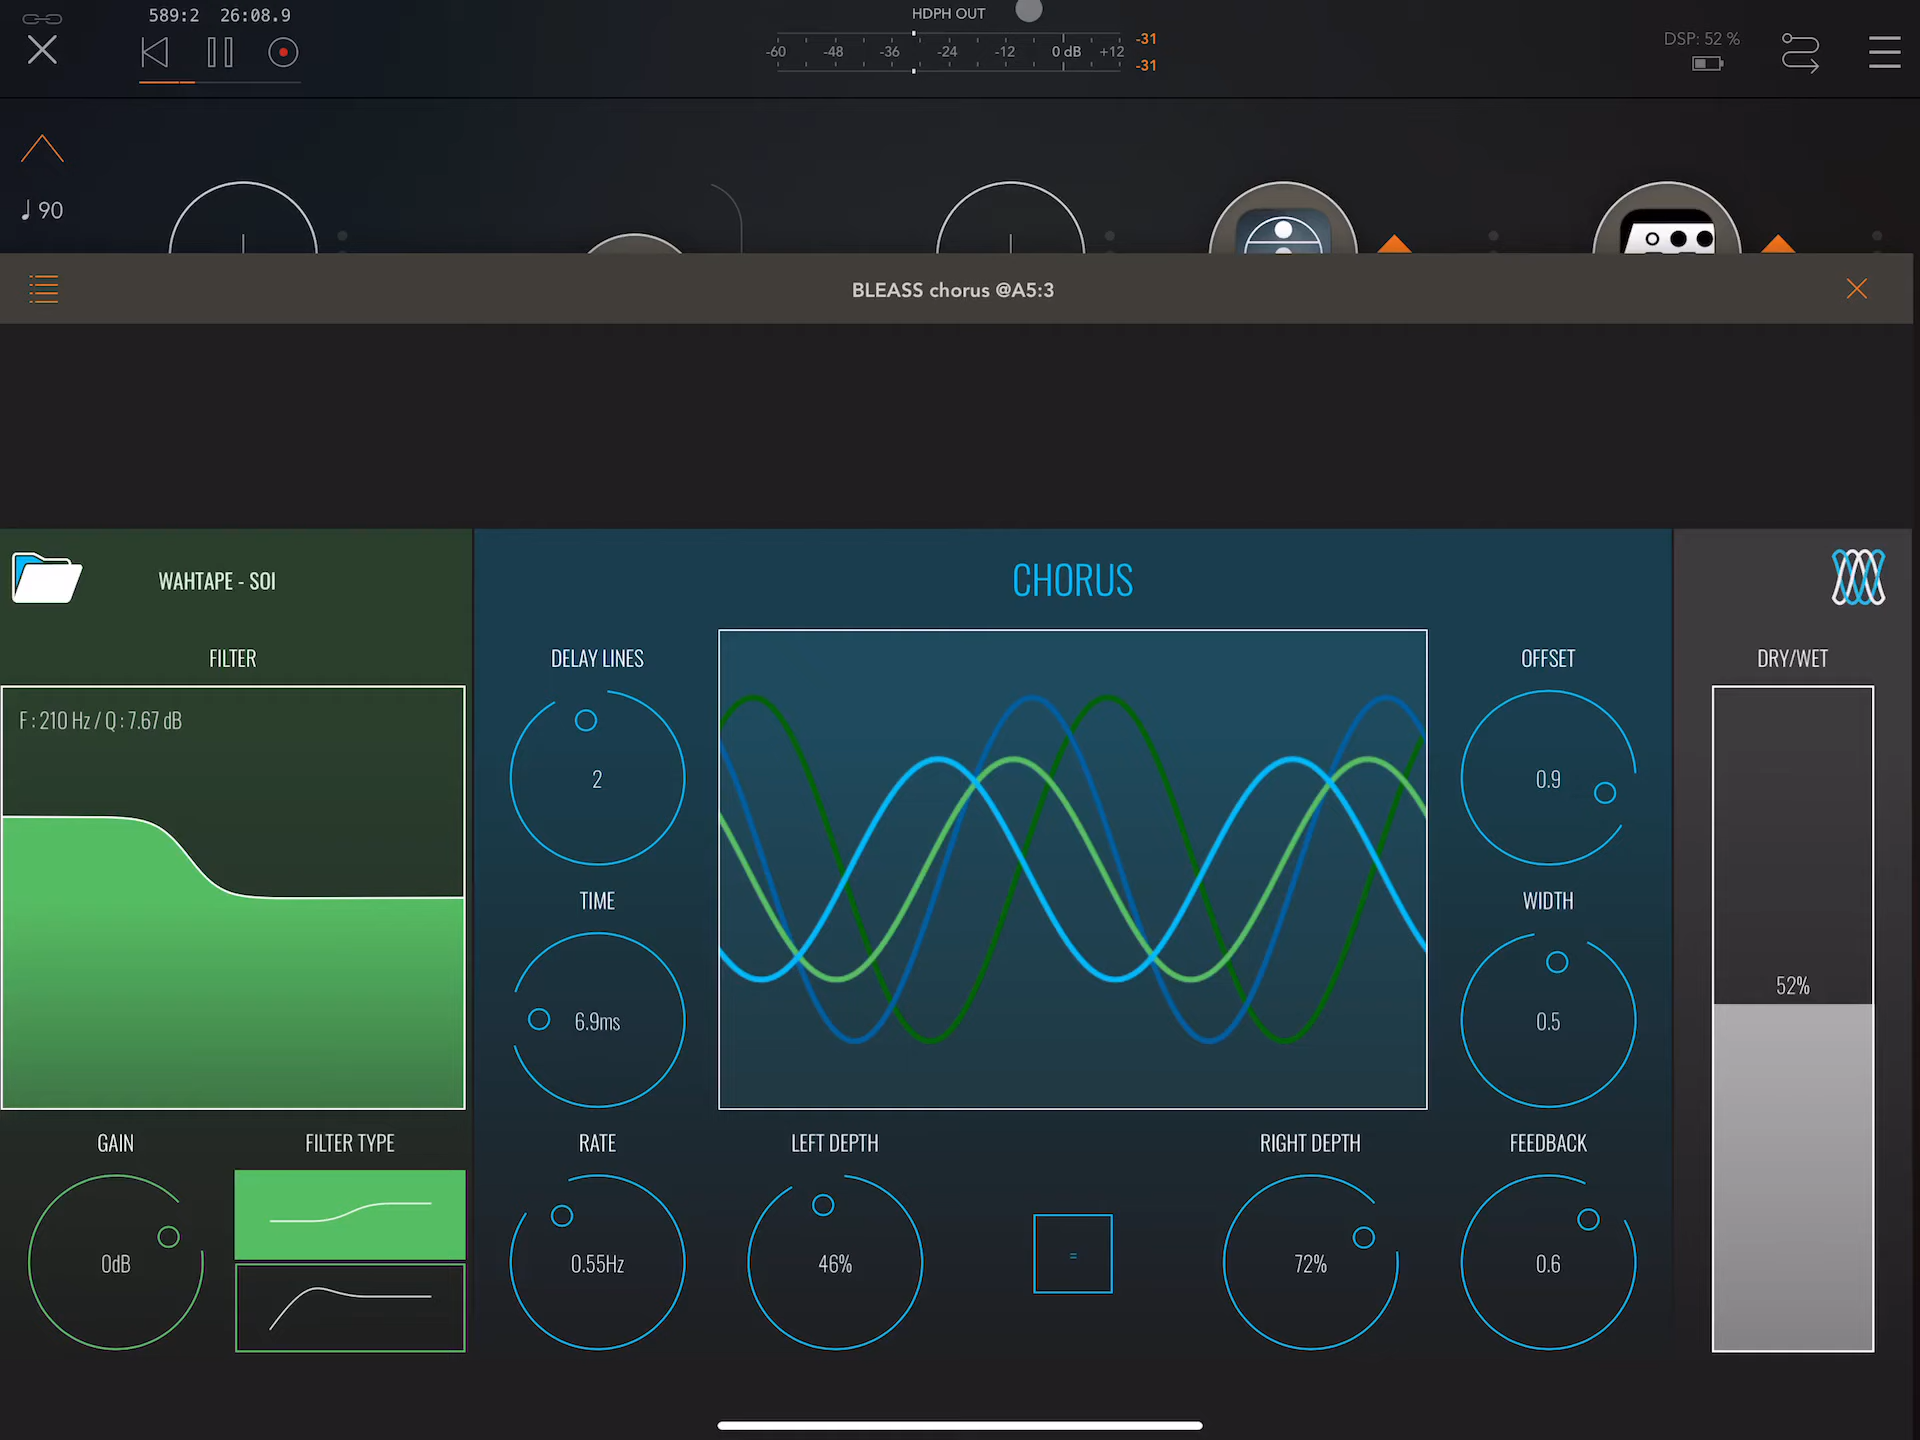 589:2 26:08.9
HDPH OUT
-60 -48 -36 -24 -12 0 dB +12
-31
-31
DSP: 52 %
♩ 90
BLEASS chorus @A5:3
WAHTAPE - SOI
CHORUS
FILTER
F : 210 Hz / Q : 7.67 dB
DELAY LINES
2
OFFSET
0.9
DRY/WET
52%
TIME
6.9ms
WIDTH
0.5
GAIN
0dB
FILTER TYPE
RATE
0.55Hz
LEFT DEPTH
46%
=
RIGHT DEPTH
72%
FEEDBACK
0.6